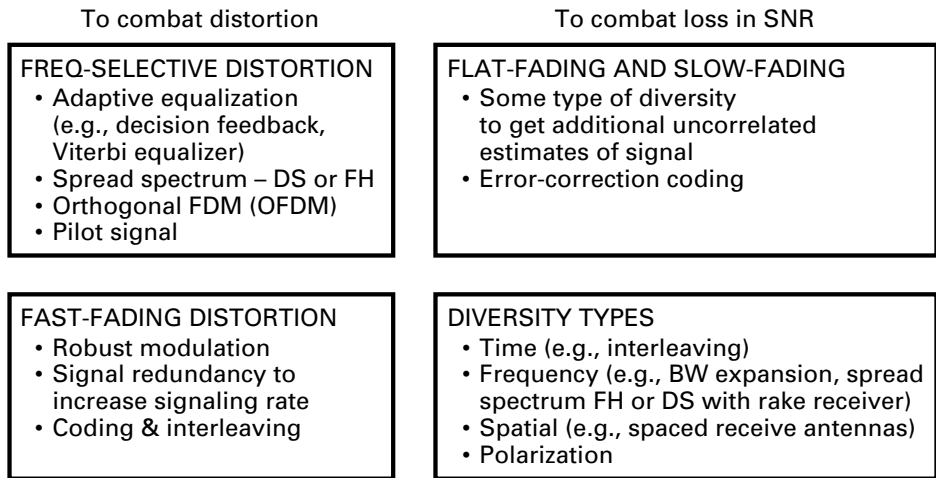 To combat distortion
FREQ-SELECTIVE DISTORTION
• Adaptive equalization
(e.g., decision feedback,
Viterbi equalizer)
• Spread spectrum – DS or FH
• Orthogonal FDM (OFDM)
• Pilot signal
FAST-FADING DISTORTION
• Robust modulation
• Signal redundancy to
increase signaling rate
• Coding & interleaving
To combat loss in SNR
FLAT-FADING AND SLOW-FADING
• Some type of diversity
to get additional uncorrelated
estimates of signal
• Error-correction coding
DIVERSITY TYPES
• Time (e.g., interleaving)
• Frequency (e.g., BW expansion, spread
spectrum FH or DS with rake receiver)
• Spatial (e.g., spaced receive antennas)
• Polarization